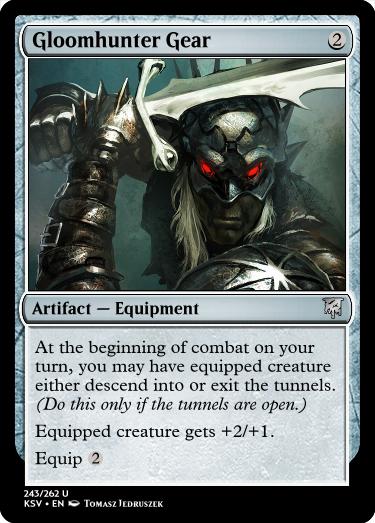 Gloomhunter Gear 2
Artifact — Equipment
At the beginning of combat on your
turn, you may have equipped creature
either descend into or exit the tunnels.
(Do this only if the tunnels are open.)
Equipped creature gets +2/+1.
Equip 2
243/262 U
KSV • EN Tomasz Jedruszek